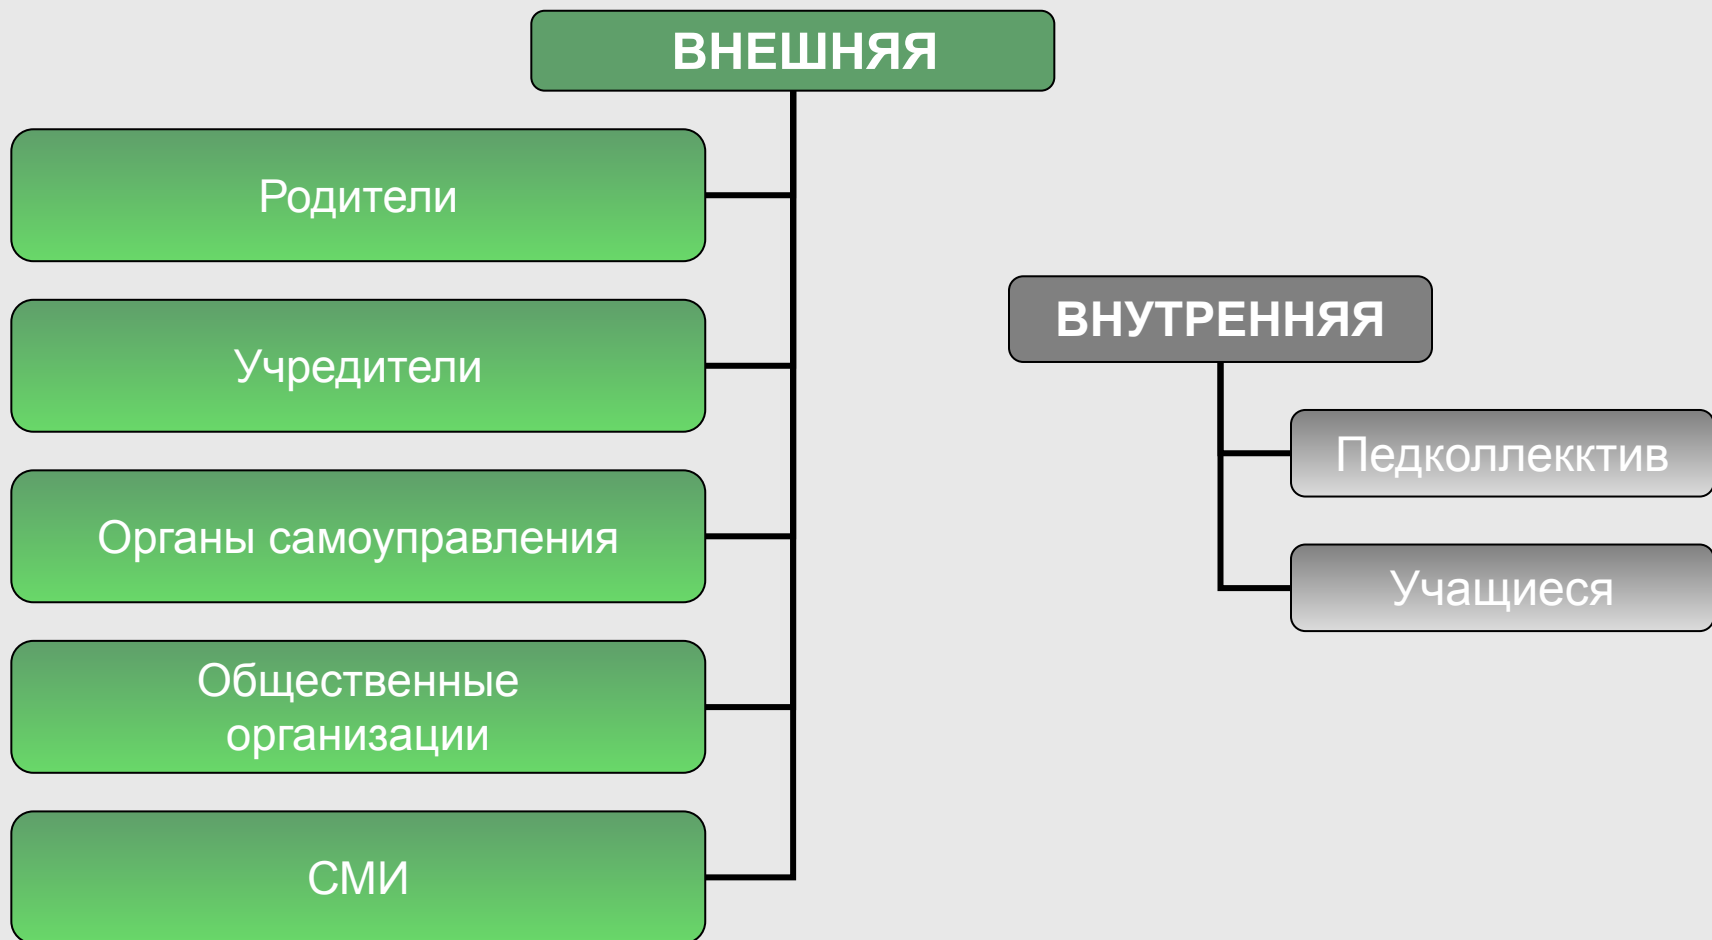 ВНЕШНЯЯ
Родители
Учредители
Органы самоуправления
Общественные
организации
СМИ
ВНУТРЕННЯЯ
Педколлекктив
Учащиеся